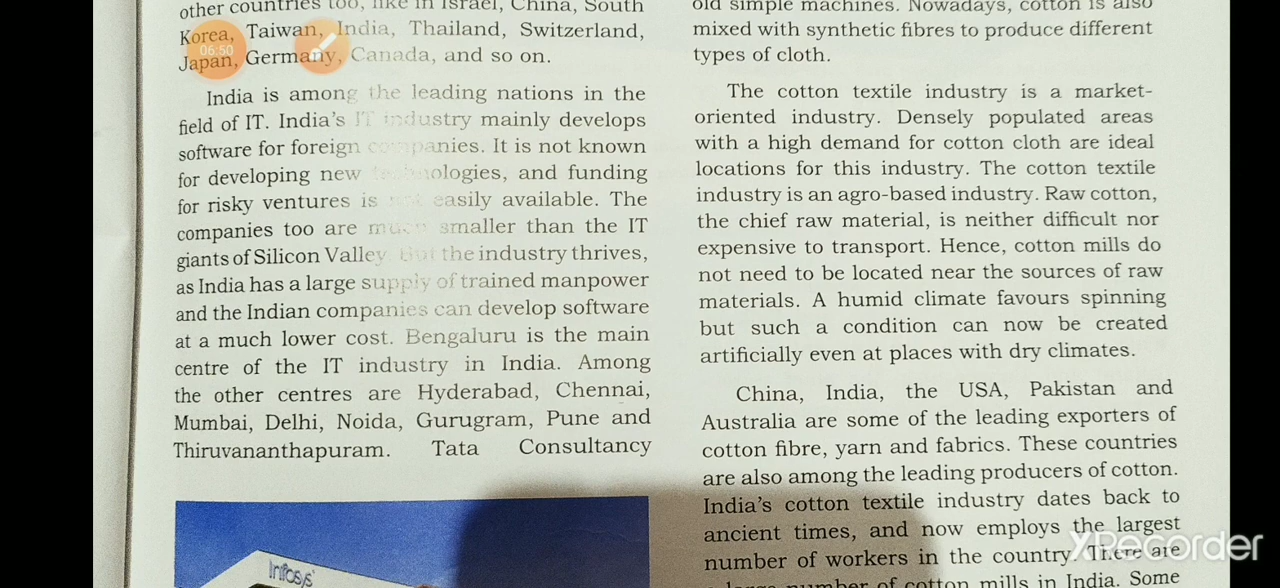 other countries too, like in Israel, China, South
Korea, Taiwan, India, Thailand, Switzerland,
Japan, Germany, Canada, and so on.
India is among the leading nations in the
field of IT. India's IT industry mainly develops
software for foreign companies. It is not known
for developing new technologies, and funding
for risky ventures is not easily available. The
companies too are much smaller than the IT
giants of Silicon Valley. But the industry thrives,
as India has a large supply of trained manpower
and the Indian companies can develop software
at a much lower cost. Bengaluru is the main
centre of the IT industry in India. Among
the other centres are Hyderabad, Chennai,
Mumbai, Delhi, Noida, Gurugram, Pune and
Thiruvananthapuram. Tata Consultancy
Infosys
old simple machines. Nowadays, cotton is also
mixed with synthetic fibres to produce different
types of cloth.
The cotton textile industry is a market-
oriented industry. Densely populated areas
with a high demand for cotton cloth are ideal
locations for this industry. The cotton textile
industry is an agro-based industry. Raw cotton,
the chief raw material, is neither difficult nor
expensive to transport. Hence, cotton mills do
not need to be located near the sources of raw
materials. A humid climate favours spinning
but such a condition can now be created
artificially even at places with dry climates.
China, India, the USA, Pakistan and
Australia are some of the leading exporters of
cotton fibre, yarn and fabrics. These countries
are also among the leading producers of cotton.
India's cotton textile industry dates back to
ancient times, and now employs the largest
number of workers in the country. There are
a large number of cotton mills in India. Some
06:50
XRecorder